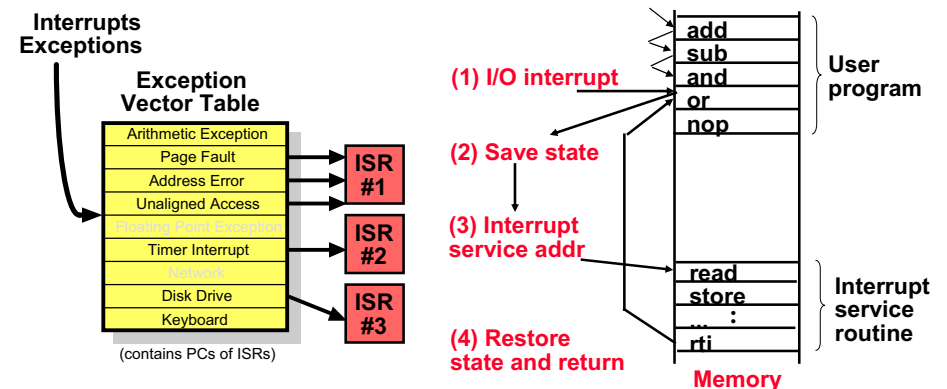 Interrupts
Exceptions
Exception
Vector Table
Arithmetic Exception
Page Fault
Address Error
Unaligned Access
Floating Point Exception
Timer Interrupt
Network
Disk Drive
Keyboard
(contains PCs of ISRs)
ISR
#1
ISR
#2
ISR
#3
(1) I/O interrupt
(2) Save state
(3) Interrupt
service addr
(4) Restore
state and return
add
sub
and
or
nop
User
program
read
store
... :
rti
Interrupt
service
routine
Memory